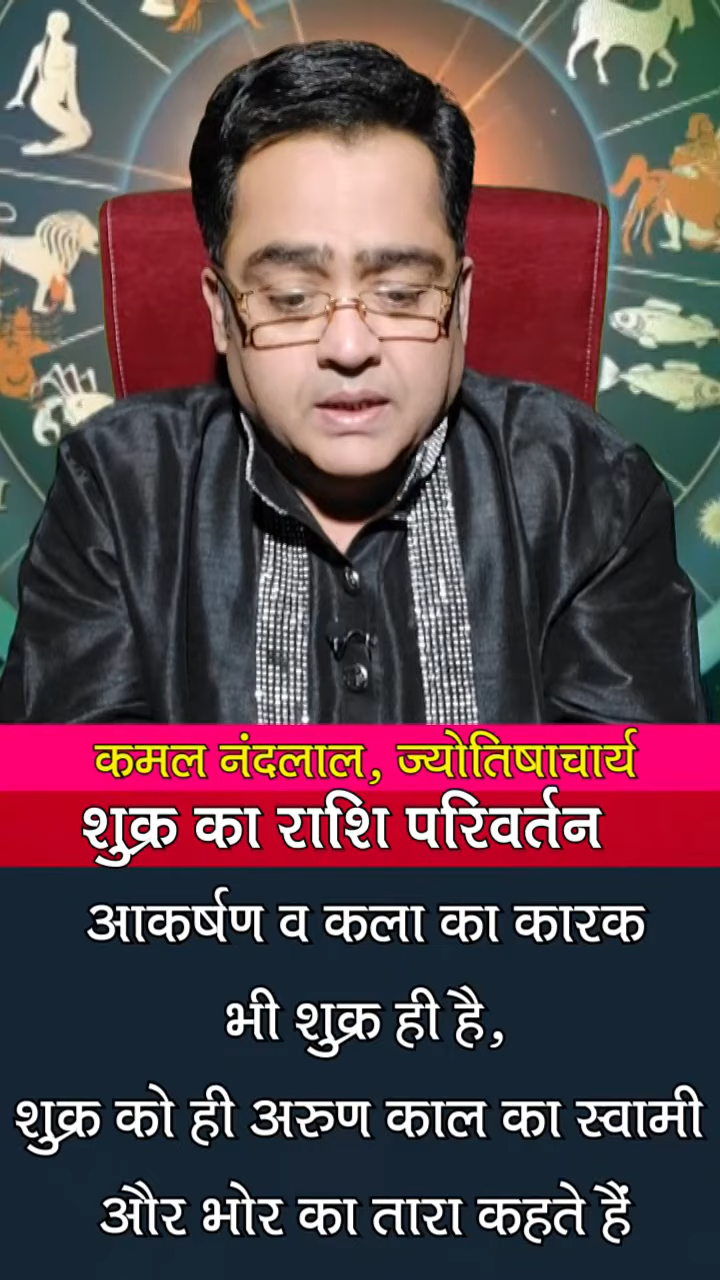 कमल नंदलाल, ज्योतिषाचार्य
शुक्र का राशि परिवर्तन
आकर्षण व कला का कारक
भी शुक्र ही है,
शुक्र को ही अरुण काल का स्वामी
और भोर का तारा कहते हैं